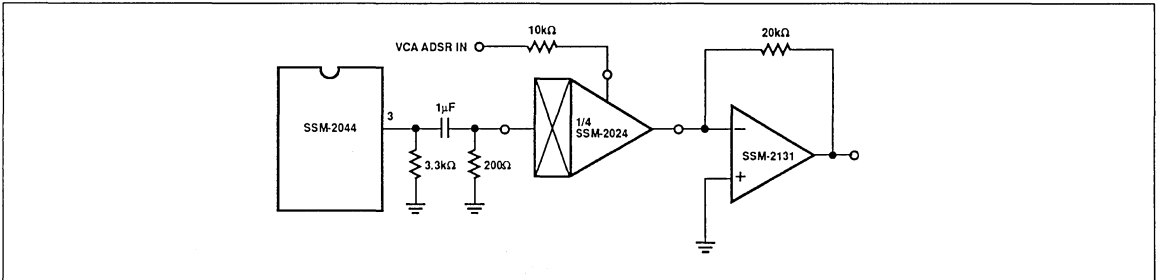 10kΩ
20kΩ
VCA ADSR IN
1µF
3
SSM-2044
1/4
SSM-2024
3.3kΩ
200Ω
−
SSM-2131
+